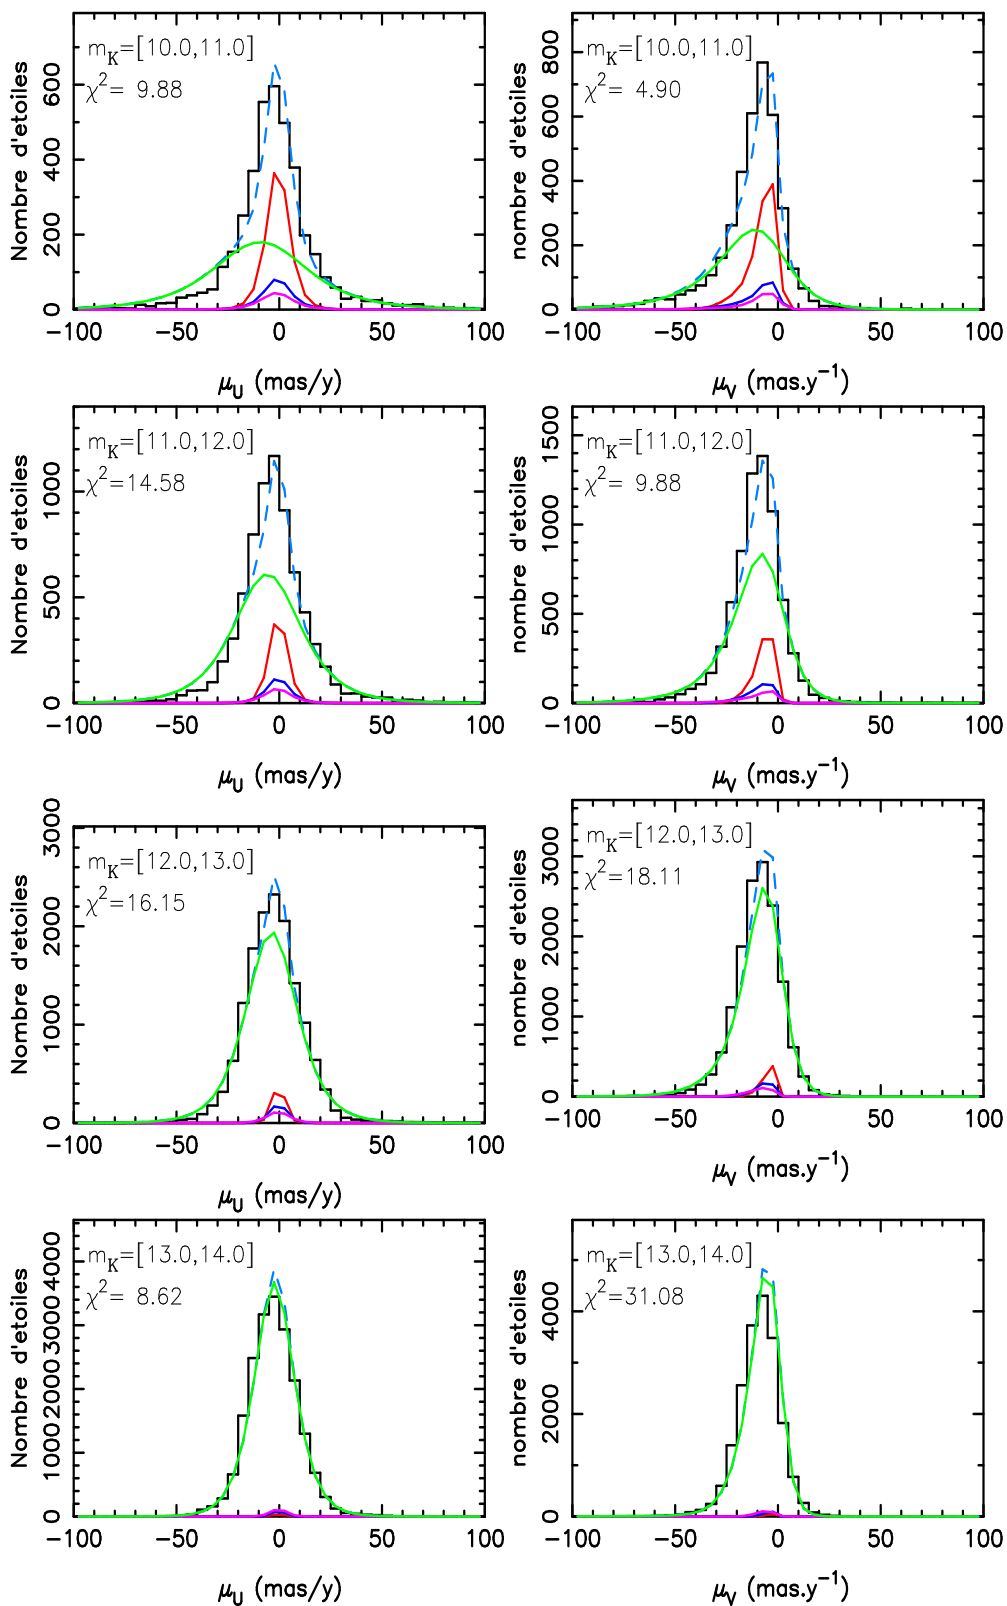 m_K=[10.0,11.0]
χ²= 9.88
Nombre d'etoiles
0 200 400 600
−100 −50 0 50 100
μ_U (mas/y)
m_K=[10.0,11.0]
χ²= 4.90
nombre d'etoiles
0 200 400 600 800
−100 −50 0 50 100
μ_V (mas.y⁻¹)
m_K=[11.0,12.0]
χ²=14.58
Nombre d'etoiles
0 500 1000
−100 −50 0 50 100
μ_U (mas/y)
m_K=[11.0,12.0]
χ²= 9.88
nombre d'etoiles
0 500 1000 1500
−100 −50 0 50 100
μ_V (mas.y⁻¹)
m_K=[12.0,13.0]
χ²=16.15
Nombre d'etoiles
0 1000 2000 3000
−100 −50 0 50 100
μ_U (mas/y)
m_K=[12.0,13.0]
χ²=18.11
nombre d'etoiles
0 1000 2000 3000
−100 −50 0 50 100
μ_V (mas.y⁻¹)
m_K=[13.0,14.0]
χ²= 8.62
Nombre d'etoiles
0 1000 2000 3000 4000
−100 −50 0 50 100
μ_U (mas/y)
m_K=[13.0,14.0]
χ²=31.08
nombre d'etoiles
0 2000 4000
−100 −50 0 50 100
μ_V (mas.y⁻¹)